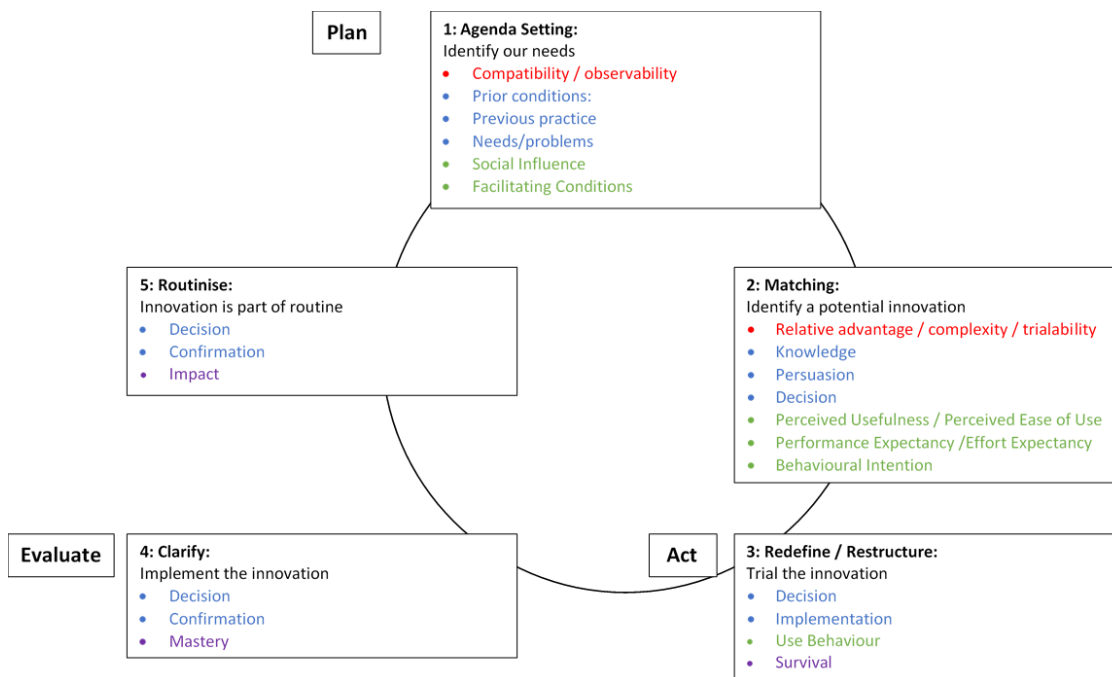 Plan
1: Agenda Setting:
Identify our needs
• Compatibility / observability
• Prior conditions:
• Previous practice
• Needs/problems
• Social Influence
• Facilitating Conditions
5: Routinise:
Innovation is part of routine
• Decision
• Confirmation
• Impact
2: Matching:
Identify a potential innovation
• Relative advantage / complexity / trialability
• Knowledge
• Persuasion
• Decision
• Perceived Usefulness / Perceived Ease of Use
• Performance Expectancy /Effort Expectancy
• Behavioural Intention
Evaluate
4: Clarify:
Implement the innovation
• Decision
• Confirmation
• Mastery
Act
3: Redefine / Restructure:
Trial the innovation
• Decision
• Implementation
• Use Behaviour
• Survival